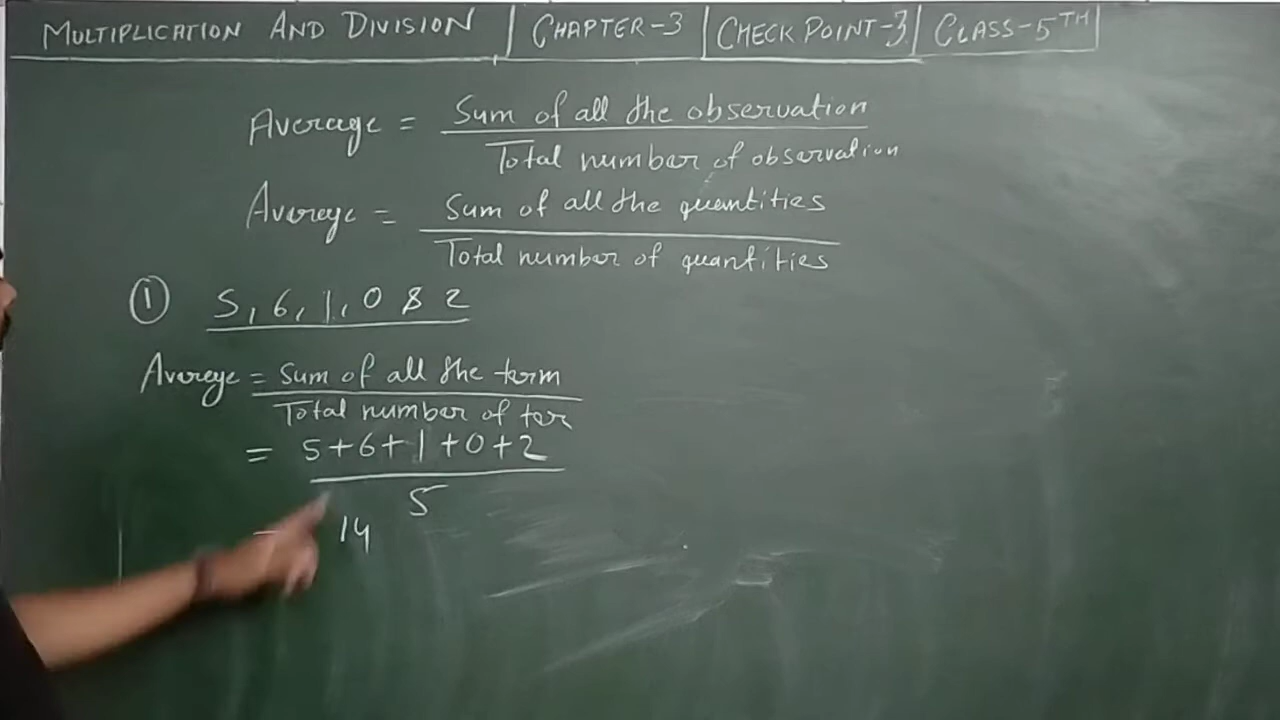 MULTIPLICATION AND DIVISION | CHAPTER-3 | CHECK POINT-3 | CLASS-5TH
Average = Sum of all the observation
Total number of observation
Average = Sum of all the quantities
Total number of quantities
① 5, 6, 1, 0 & 2
Average = Sum of all the term
Total number of ter
= 5+6+1+0+2
5
= 14